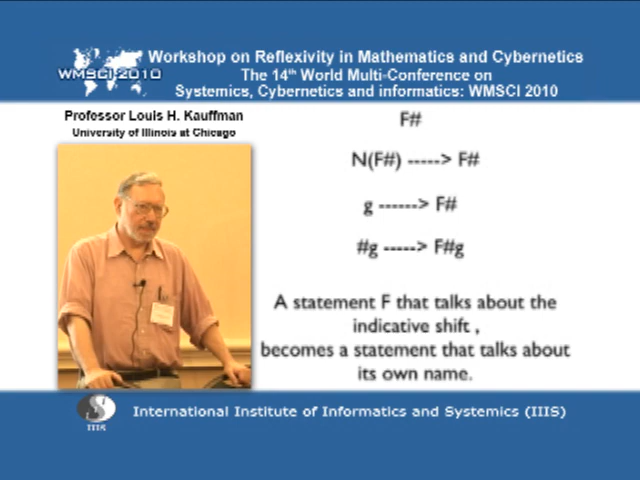 Workshop on Reflexivity in Mathematics and Cybernetics
WMSCI 2010
The 14th World Multi-Conference on
Systemics, Cybernetics and informatics: WMSCI 2010
Professor Louis H. Kauffman
University of Illinois at Chicago
F#
N(F#) -----> F#
g ------> F#
#g -----> F#g
A statement F that talks about the
indicative shift ,
becomes a statement that talks about
its own name.
IIIS
International Institute of Informatics and Systemics (IIIS)